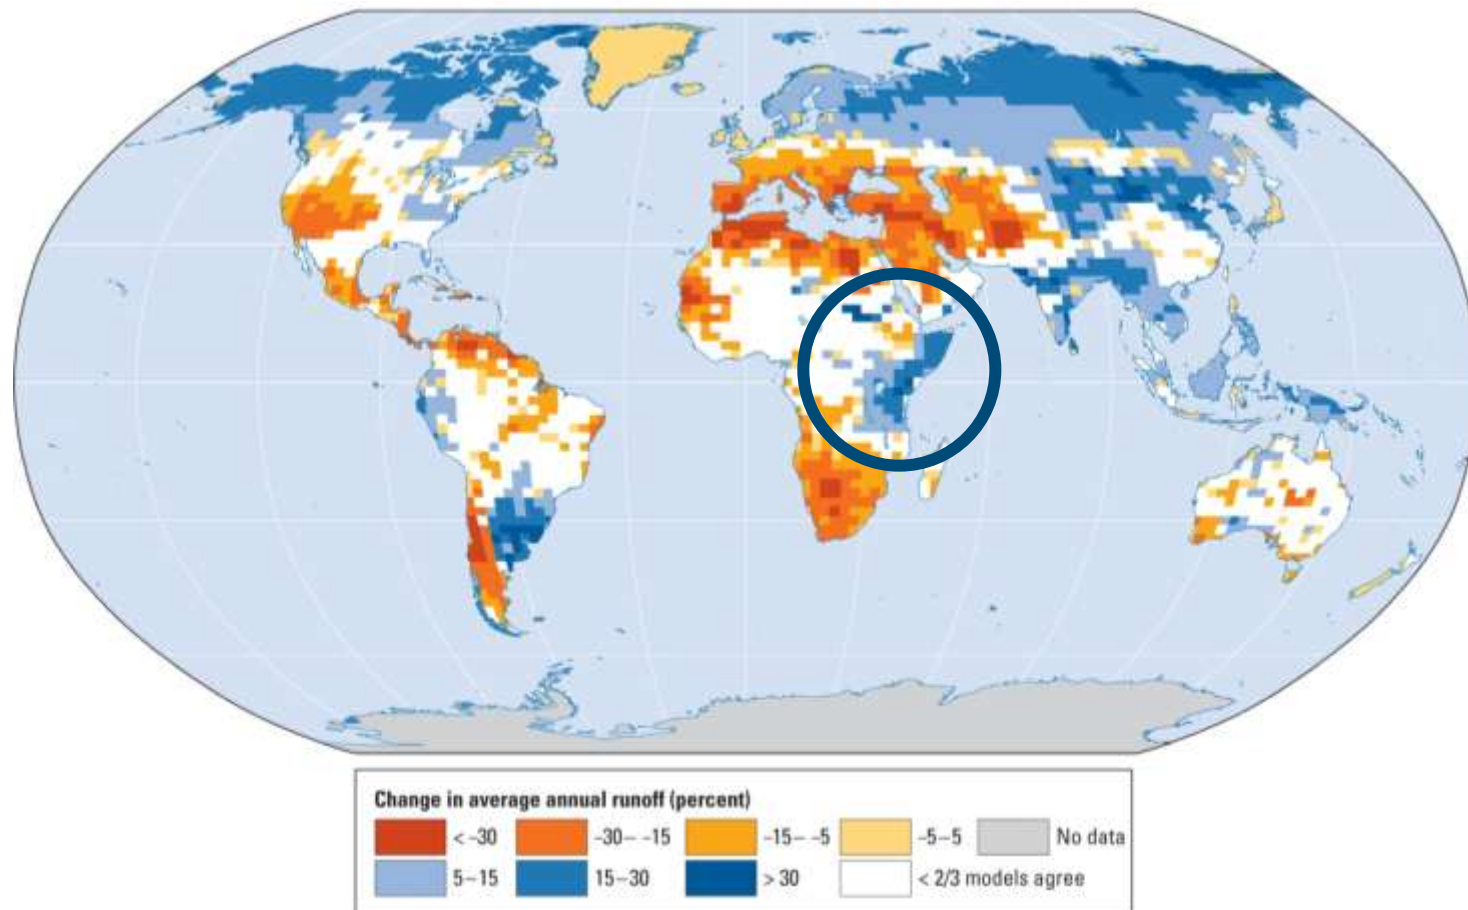 Change in average annual runoff (percent)
< -30 -30– -15 -15– -5 -5–5 No data
5–15 15–30 > 30 < 2/3 models agree